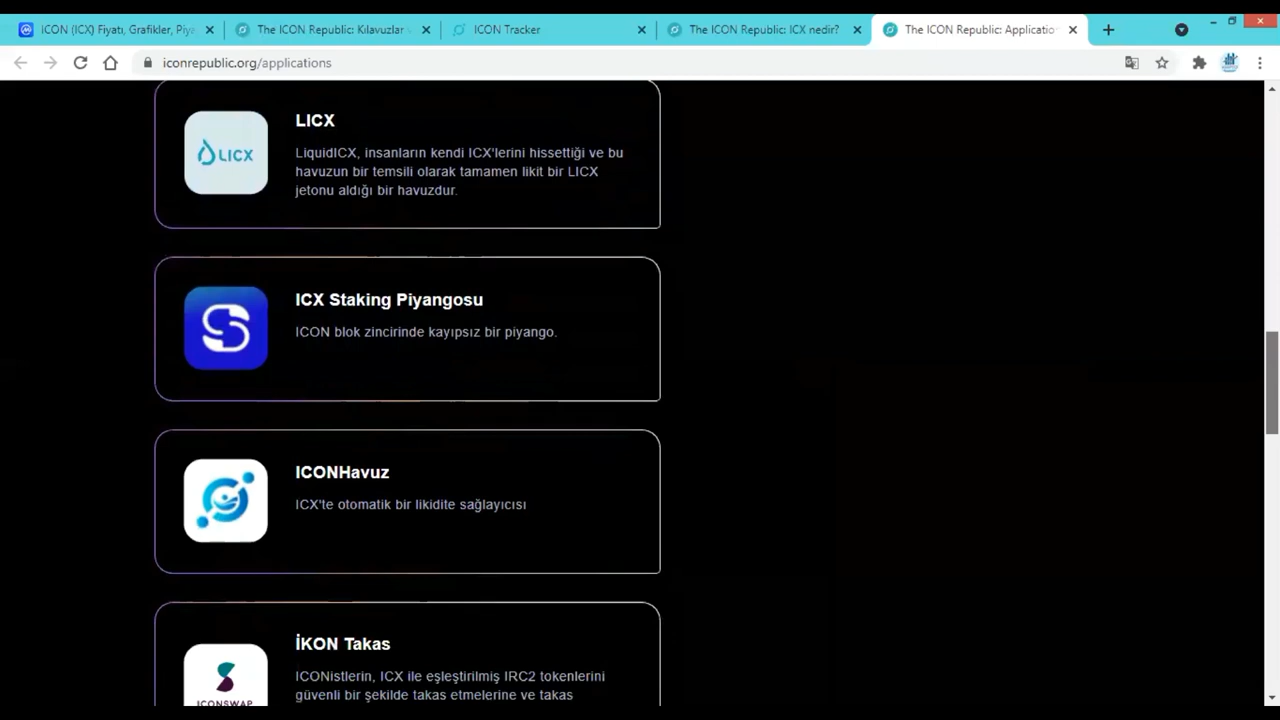 ICON (ICX) Fiyatı, Grafikler, Piya
The ICON Republic: Kılavuzlar v
ICON Tracker
The ICON Republic: ICX nedir?
The ICON Republic: Application
iconrepublic.org/applications
LICX
LICX
LiquidICX, insanların kendi ICX'lerini hissettiği ve bu
havuzun bir temsili olarak tamamen likit bir LICX
jetonu aldığı bir havuzdur.
ICX Staking Piyangosu
ICON blok zincirinde kayıpsız bir piyango.
ICONHavuz
ICX'te otomatik bir likidite sağlayıcısı
İKON Takas
ICONistlerin, ICX ile eşleştirilmiş IRC2 tokenlerini
güvenli bir şekilde takas etmelerine ve takas
ICONSWAP